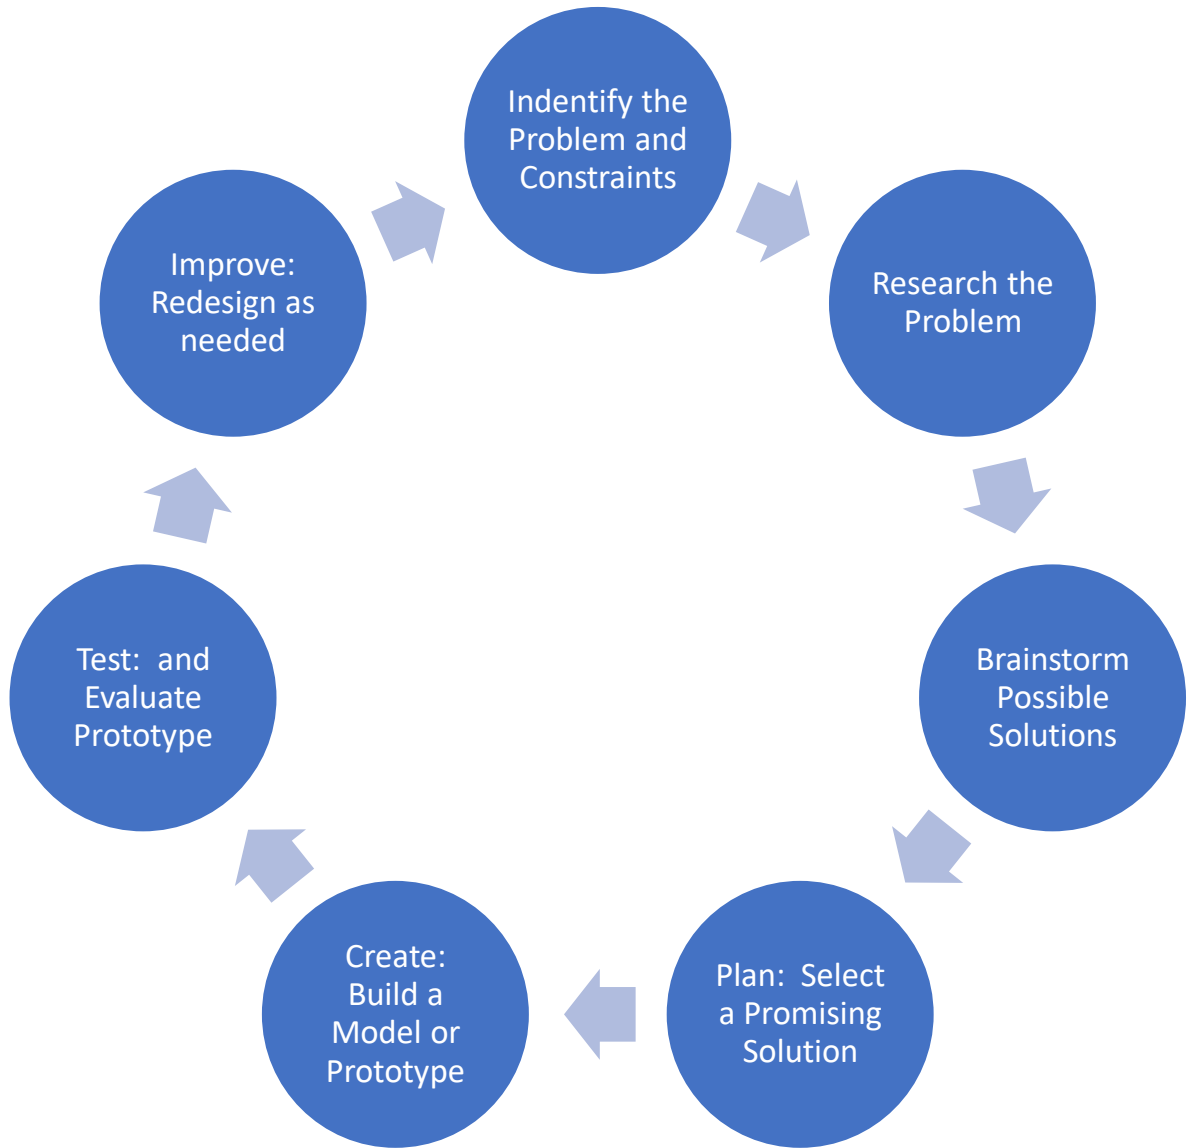 Indentify the
Problem and
Constraints
Research the
Problem
Brainstorm
Possible
Solutions
Plan:  Select
a Promising
Solution
Create:
Build a
Model or
Prototype
Test:  and
Evaluate
Prototype
Improve:
Redesign as
needed